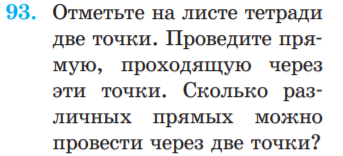 93. Отметьте на листе тетради
две точки. Проведите пря-
мую, проходящую через
эти точки. Сколько раз-
личных прямых можно
провести через две точки?